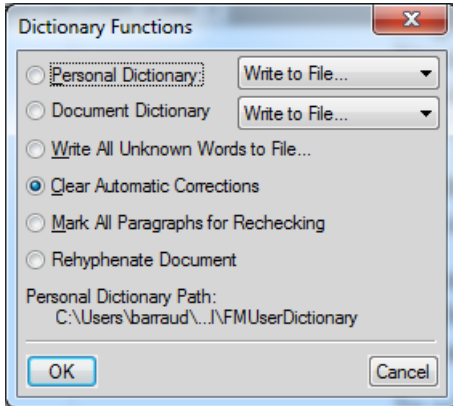 Dictionary Functions
Personal Dictionary: Write to File...
Document Dictionary Write to File...
Write All Unknown Words to File...
Clear Automatic Corrections
Mark All Paragraphs for Rechecking
Rehyphenate Document
Personal Dictionary Path:
C:\Users\barraud\...l\FMUserDictionary
OK Cancel